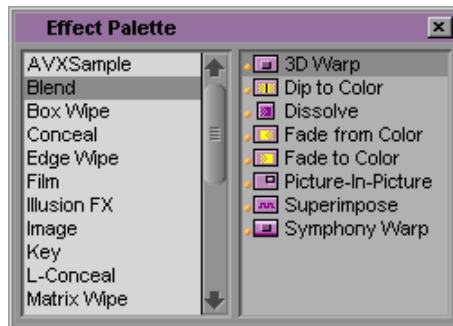 Effect Palette
AVXSample
Blend
Box Wipe
Conceal
Edge Wipe
Film
Illusion FX
Image
Key
L-Conceal
Matrix Wipe
3D Warp
Dip to Color
Dissolve
Fade from Color
Fade to Color
Picture-In-Picture
Superimpose
Symphony Warp